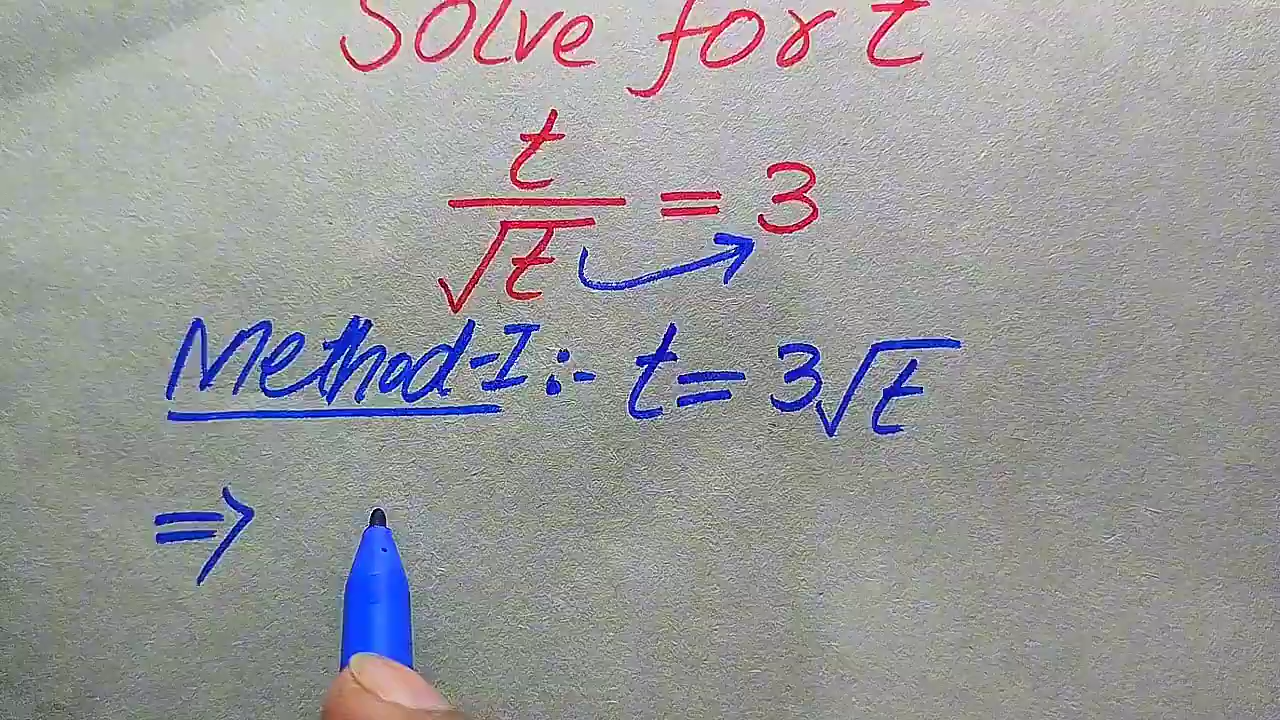 Solve for t
t/√t = 3
Method-I:- t = 3√t
⇒